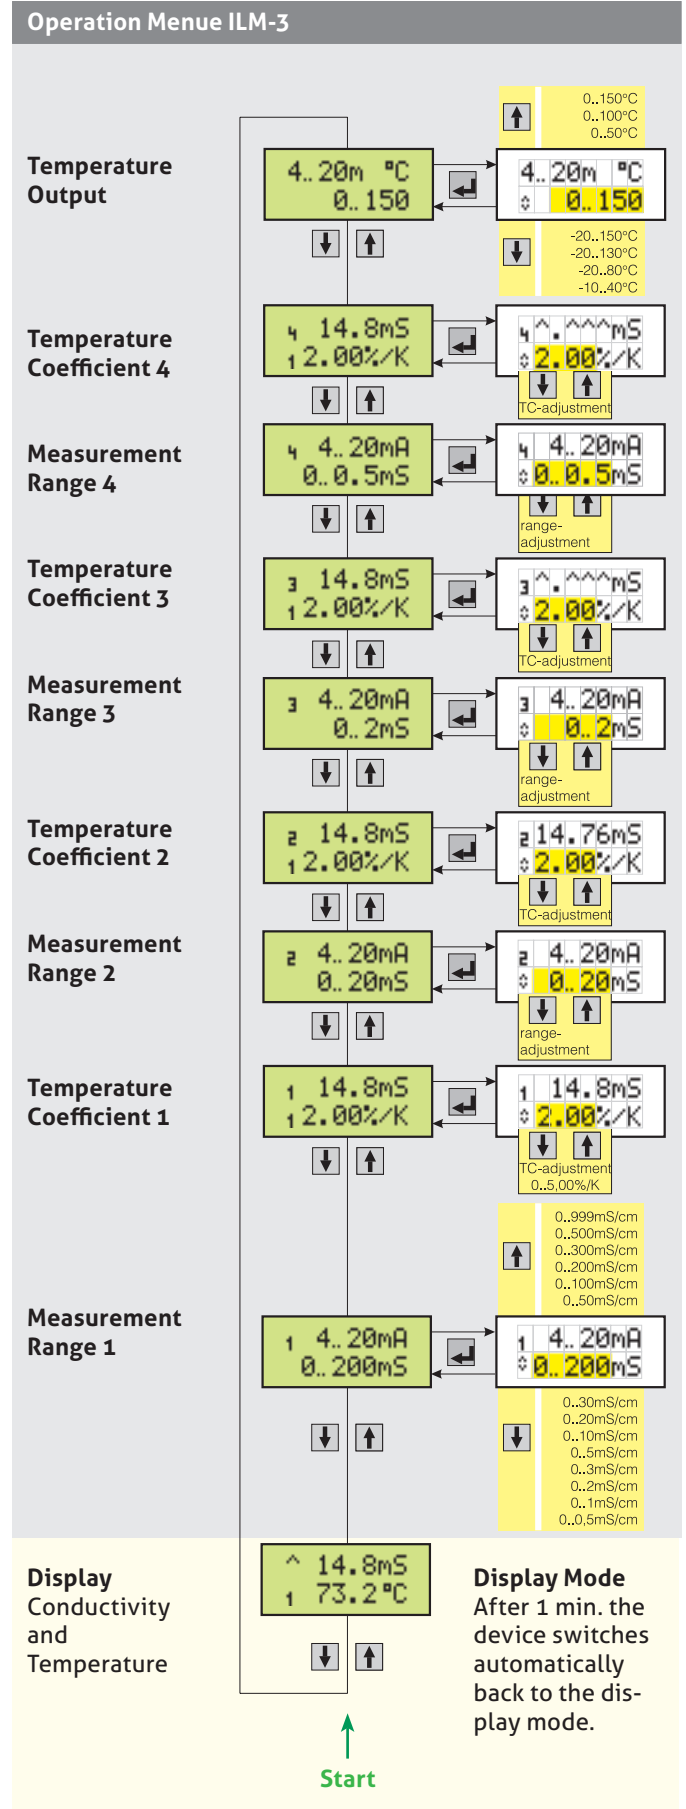 Operation Menue ILM-3
0..150°C
0..100°C
0..50°C
Temperature
Output
4..20m °C
0..150
4..20m °C
0..150
-20..150°C
-20..130°C
-20..80°C
-10..40°C
Temperature
Coefficient 4
4 14.8mS
1 2.00%/K
4 ^.^^^mS
2.00%/K
TC-adjustment
Measurement
Range 4
4 4..20mA
0..0.5mS
4 4..20mA
0..0.5mS
range-
adjustment
Temperature
Coefficient 3
3 14.8mS
1 2.00%/K
3 ^.^^^mS
2.00%/K
TC-adjustment
Measurement
Range 3
3 4..20mA
0..2mS
3 4..20mA
0..2mS
range-
adjustment
Temperature
Coefficient 2
2 14.8mS
1 2.00%/K
2 14.76mS
2.00%/K
TC-adjustment
Measurement
Range 2
2 4..20mA
0..20mS
2 4..20mA
0..20mS
range-
adjustment
Temperature
Coefficient 1
1 14.8mS
1 2.00%/K
1 14.8mS
2.00%/K
TC-adjustment
0..5,00%/K
0..999mS/cm
0..500mS/cm
0..300mS/cm
0..200mS/cm
0..100mS/cm
0..50mS/cm
Measurement
Range 1
1 4..20mA
0..200mS
1 4..20mA
0..200mS
0..30mS/cm
0..20mS/cm
0..10mS/cm
0..5mS/cm
0..3mS/cm
0..2mS/cm
0..1mS/cm
0..0,5mS/cm
Display
Conductivity
and
Temperature
^ 14.8mS
1 73.2°C
Display Mode
After 1 min. the
device switches
automatically
back to the dis-
play mode.
Start